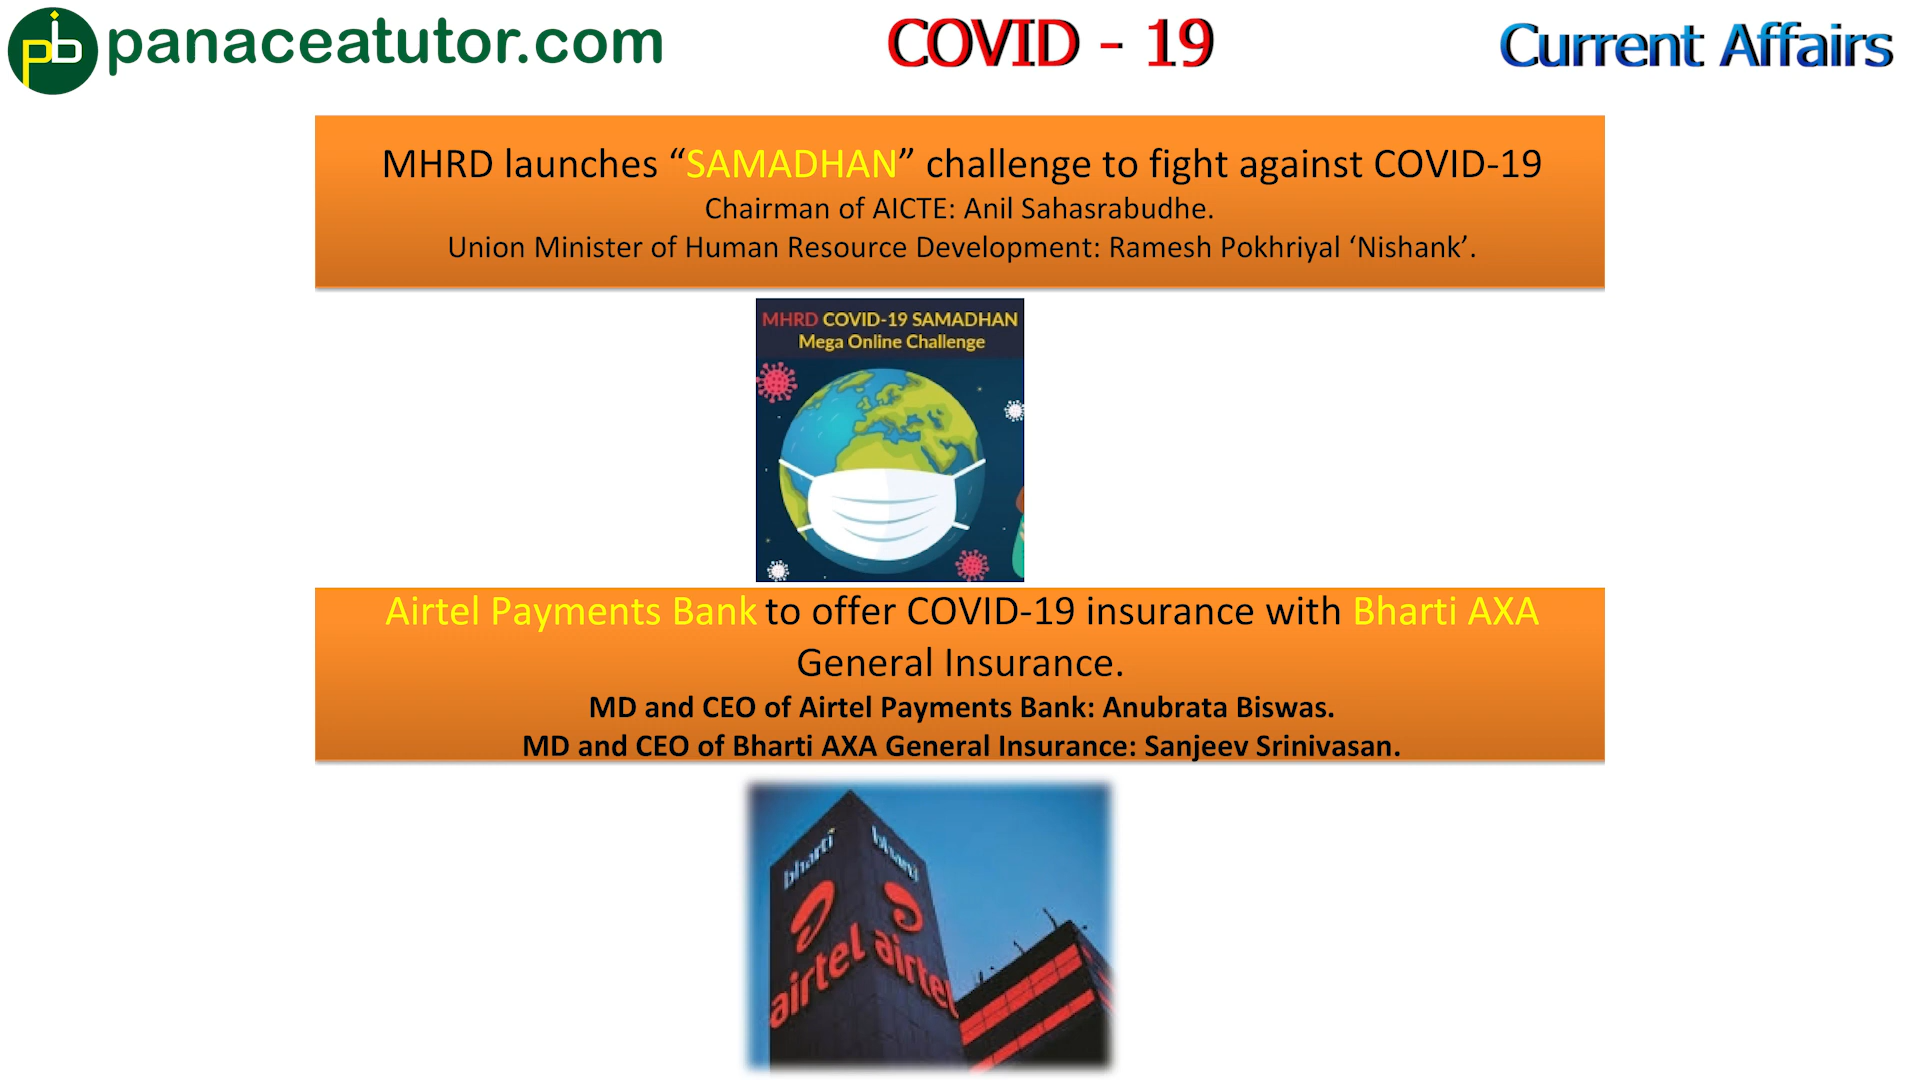 pb panaceatutor.com
COVID - 19
Current Affairs
MHRD launches “SAMADHAN” challenge to fight against COVID-19
Chairman of AICTE: Anil Sahasrabudhe.
Union Minister of Human Resource Development: Ramesh Pokhriyal ‘Nishank’.
MHRD COVID-19 SAMADHAN
Mega Online Challenge
Airtel Payments Bank to offer COVID-19 insurance with Bharti AXA
General Insurance.
MD and CEO of Airtel Payments Bank: Anubrata Biswas.
MD and CEO of Bharti AXA General Insurance: Sanjeev Srinivasan.
bharti
bharti
airtel
airtel